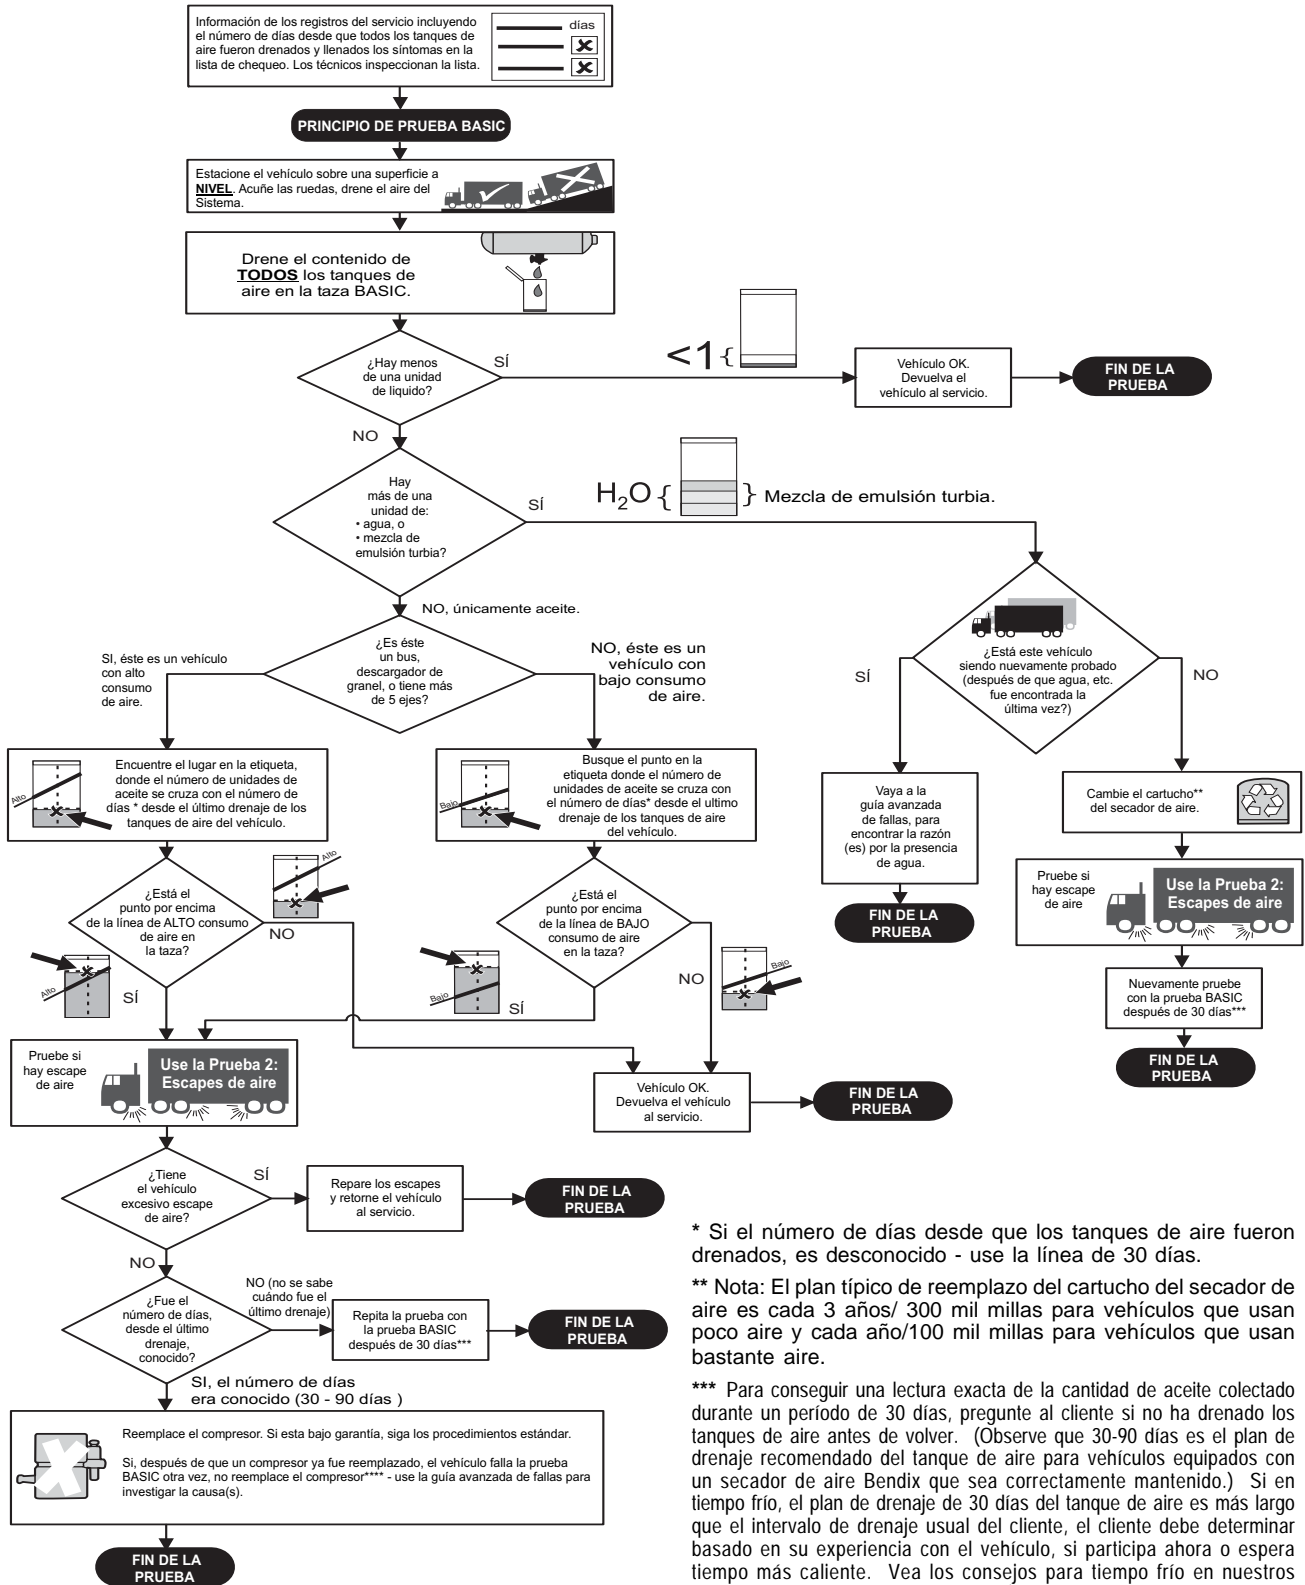 Información de los registros del servicio incluyendo
el número de días desde que todos los tanques de
aire fueron drenados y llenados los síntomas en la
lista de chequeo. Los técnicos inspeccionan la lista.
días
PRINCIPIO DE PRUEBA BASIC
Estacione el vehículo sobre una superficie a
NIVEL. Acuñe las ruedas, drene el aire del
Sistema.
Drene el contenido de
TODOS los tanques de
aire en la taza BASIC.
¿Hay menos
de una unidad
de liquido?
SÍ
<1{
Vehículo OK.
Devuelva el
vehículo al servicio.
FIN DE LA
PRUEBA
NO
Hay
más de una
unidad de:
• agua, o
• mezcla de
emulsión turbia?
SÍ
H2O { } Mezcla de emulsión turbia.
NO, únicamente aceite.
¿Es éste
un bus,
descargador de
granel, o tiene más
de 5 ejes?
SI, éste es un vehículo
con alto
consumo
de aire.
NO, éste es un
vehículo con
bajo consumo
de aire.
¿Está este vehículo
siendo nuevamente probado
(después de que agua, etc.
fue encontrada la
última vez?)
SÍ
NO
Alto
Encuentre el lugar en la etiqueta,
donde el número de unidades de
aceite se cruza con el número de
días * desde el último drenaje de los
tanques de aire del vehículo.
Bajo
Busque el punto en la
etiqueta donde el número de
unidades de aceite se cruza con
el número de días* desde el ultimo
drenaje de los tanques de aire
del vehículo.
Vaya a la
guía avanzada
de fallas, para
encontrar la razón
(es) por la presencia
de agua.
FIN DE LA
PRUEBA
Cambie el cartucho**
del secador de aire.
Pruebe si
hay escape
de aire
Use la Prueba 2:
Escapes de aire
Nuevamente pruebe
con la prueba BASIC
después de 30 días***
FIN DE LA
PRUEBA
¿Está el
punto por encima
de la línea de ALTO consumo
de aire en
la taza?
Alto
NO
Alto
SÍ
¿Está el
punto por encima
de la línea de BAJO
consumo de aire
en la taza?
NO
Bajo
Bajo
SÍ
Pruebe si
hay escape
de aire
Use la Prueba 2:
Escapes de aire
Vehículo OK.
Devuelva el vehículo
al servicio.
FIN DE LA
PRUEBA
¿Tiene
el vehículo
excesivo escape
de aire?
SÍ
Repare los escapes
y retorne el vehículo
al servicio.
FIN DE LA
PRUEBA
NO
¿Fue el
número de días,
desde el último
drenaje,
conocido?
NO (no se sabe
cuándo fue el
último drenaje)
Repita la prueba con
la prueba BASIC
después de 30 días***
FIN DE LA
PRUEBA
SI, el número de días
era conocido (30 - 90 días )
Reemplace el compresor. Si esta bajo garantía, siga los procedimientos estándar.
Si, después de que un compresor ya fue reemplazado, el vehículo falla la prueba
BASIC otra vez, no reemplace el compresor**** - use la guía avanzada de fallas para
investigar la causa(s).
FIN DE LA
PRUEBA
* Si el número de días desde que los tanques de aire fueron
drenados, es desconocido - use la línea de 30 días.
** Nota: El plan típico de reemplazo del cartucho del secador de
aire es cada 3 años/ 300 mil millas para vehículos que usan
poco aire y cada año/100 mil millas para vehículos que usan
bastante aire.
*** Para conseguir una lectura exacta de la cantidad de aceite colectado
durante un período de 30 días, pregunte al cliente si no ha drenado los
tanques de aire antes de volver. (Observe que 30-90 días es el plan de
drenaje recomendado del tanque de aire para vehículos equipados con
un secador de aire Bendix que sea correctamente mantenido.) Si en
tiempo frío, el plan de drenaje de 30 días del tanque de aire es más largo
que el intervalo de drenaje usual del cliente, el cliente debe determinar
basado en su experiencia con el vehículo, si participa ahora o espera
tiempo más caliente. Vea los consejos para tiempo frío en nuestros